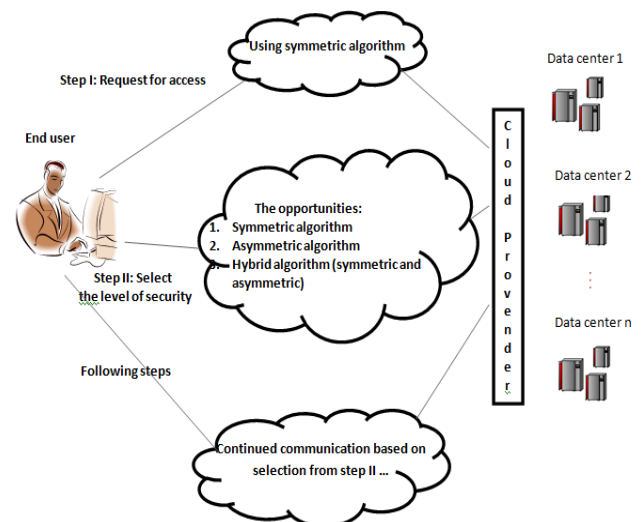 Using symmetric algorithm
Step I: Request for access
Data center 1
End user
Cloud Provender
Data center 2
The opportunities:
1. Symmetric algorithm
2. Asymmetric algorithm
3. Hybrid algorithm (symmetric and
asymmetric)
Step II: Select
the level of security
Data center n
Following steps
Continued communication based on
selection from step II ...